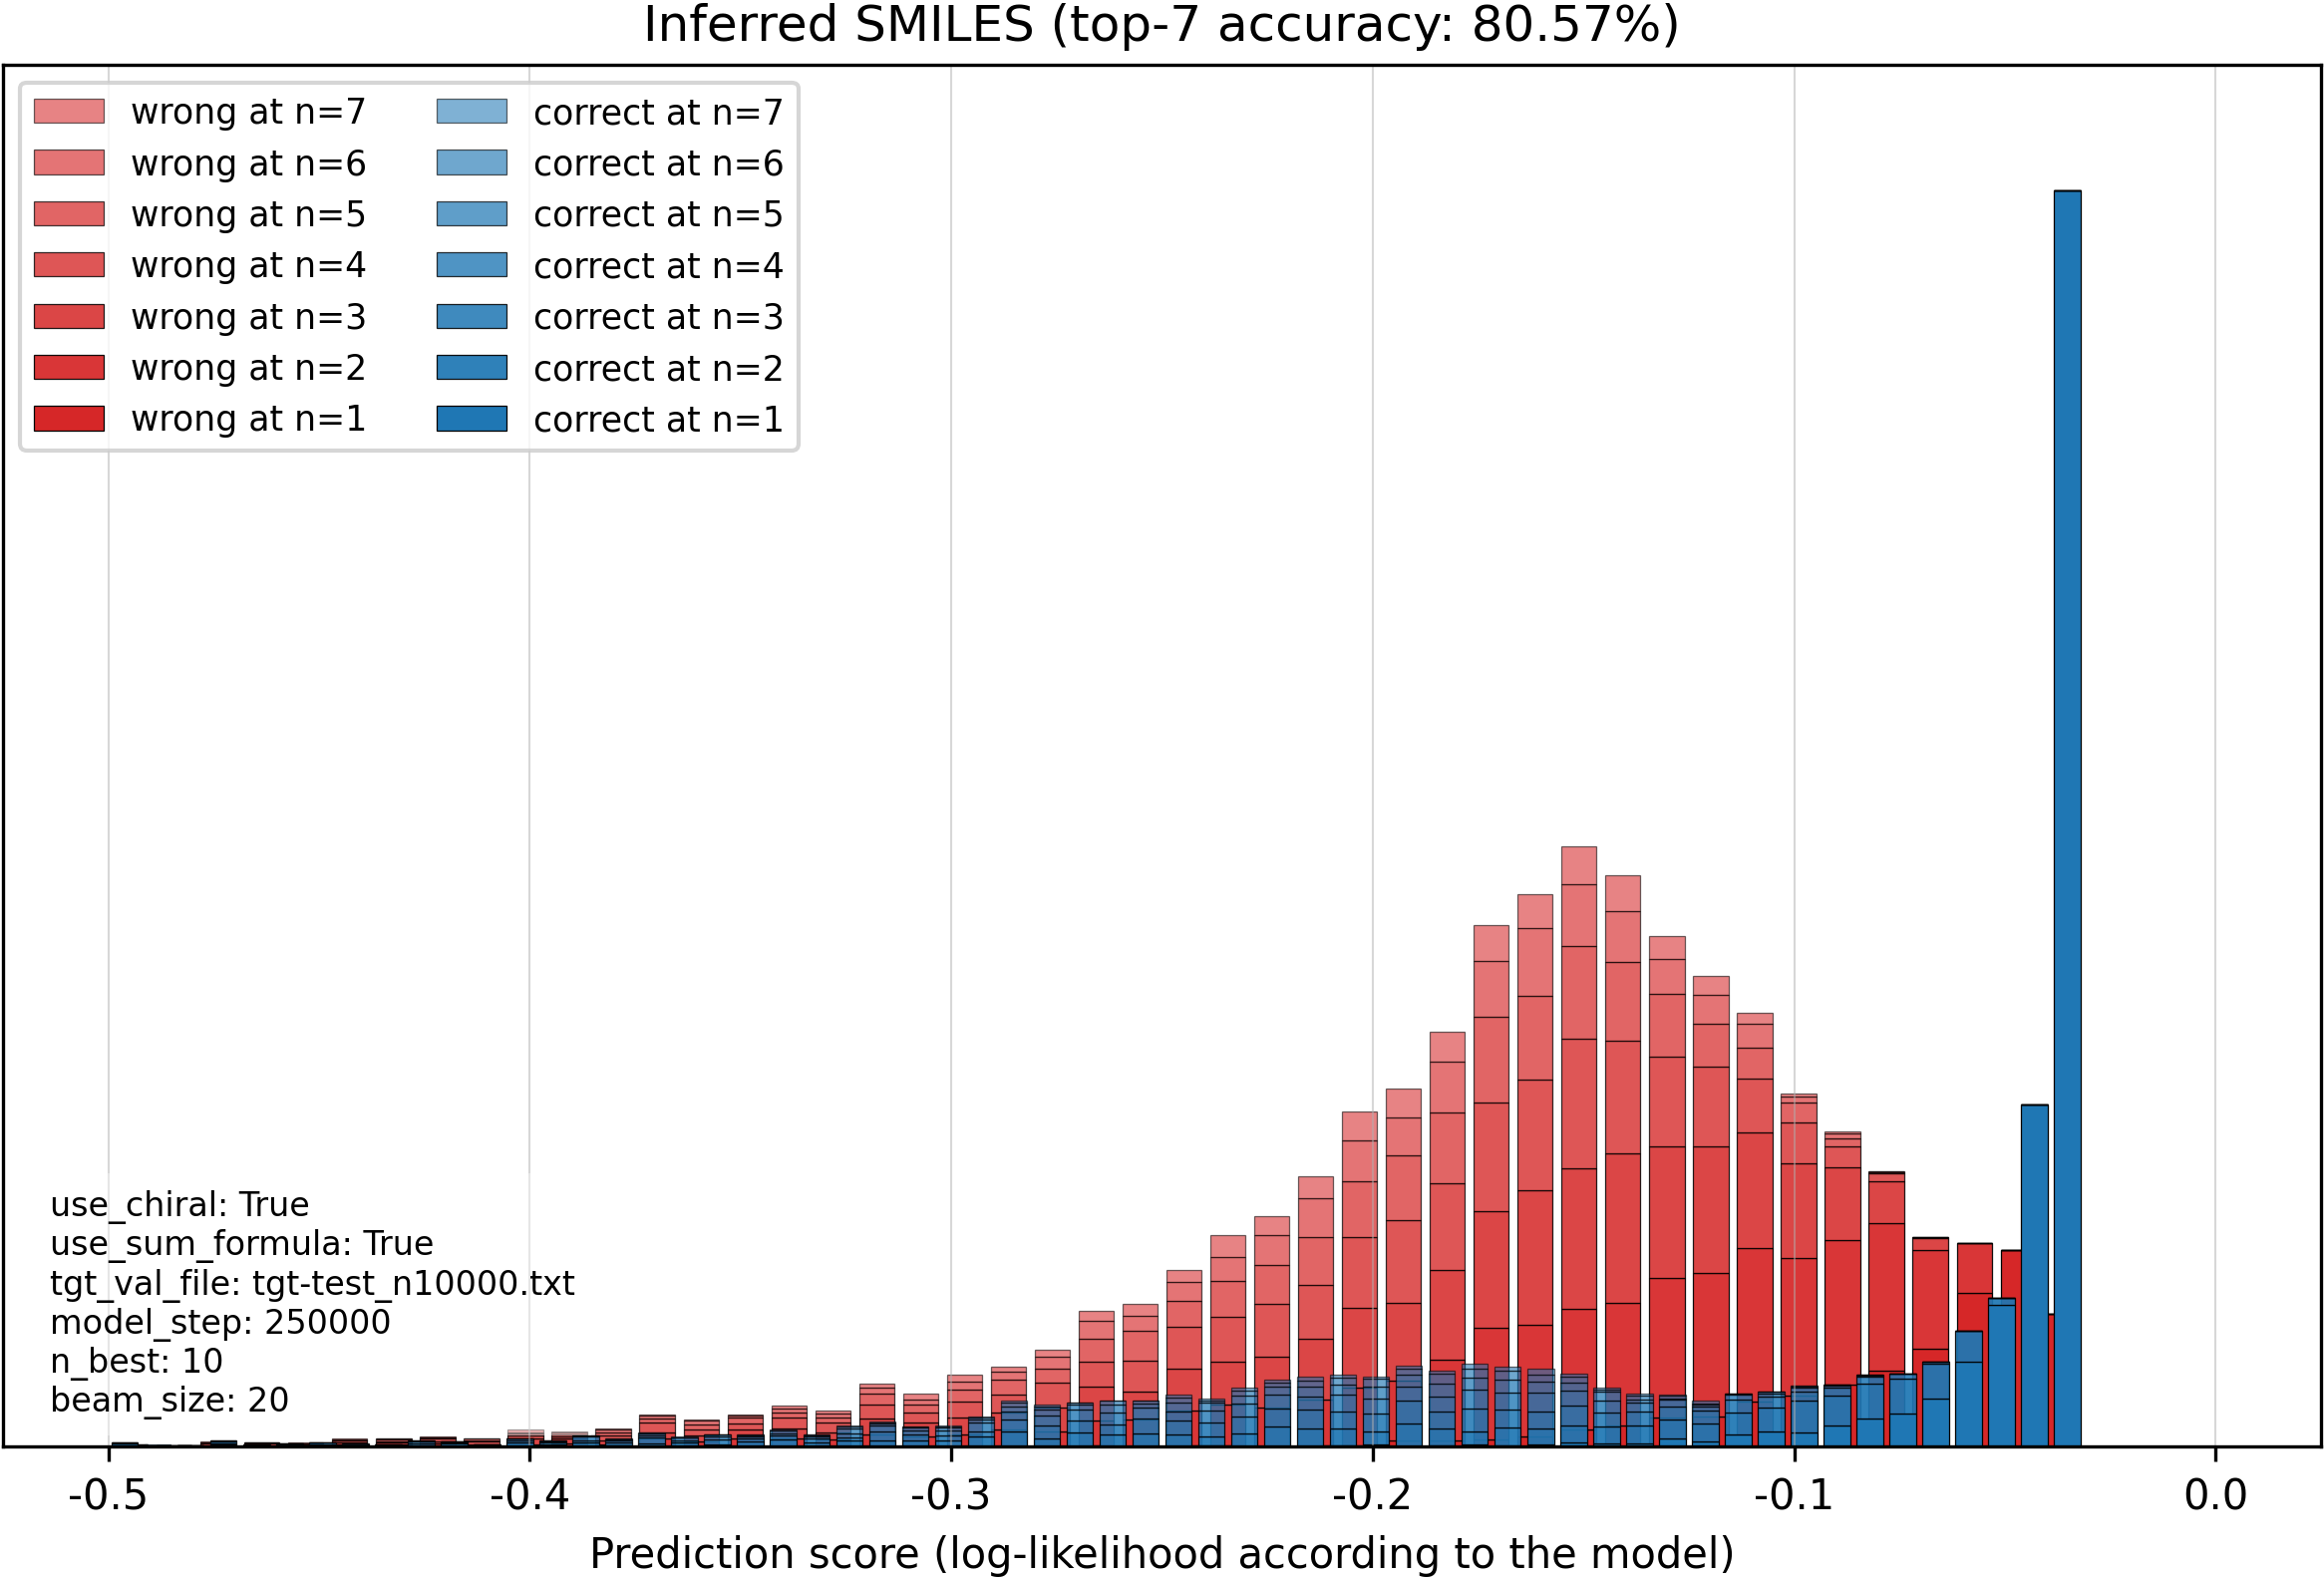 Inferred SMILES (top-7 accuracy: 80.57%)
wrong at n=7
wrong at n=6
wrong at n=5
wrong at n=4
wrong at n=3
wrong at n=2
wrong at n=1
correct at n=7
correct at n=6
correct at n=5
correct at n=4
correct at n=3
correct at n=2
correct at n=1
use_chiral: True
use_sum_formula: True
tgt_val_file: tgt-test_n10000.txt
model_step: 250000
n_best: 10
beam_size: 20
-0.5 -0.4 -0.3 -0.2 -0.1 0.0
Prediction score (log-likelihood according to the model)